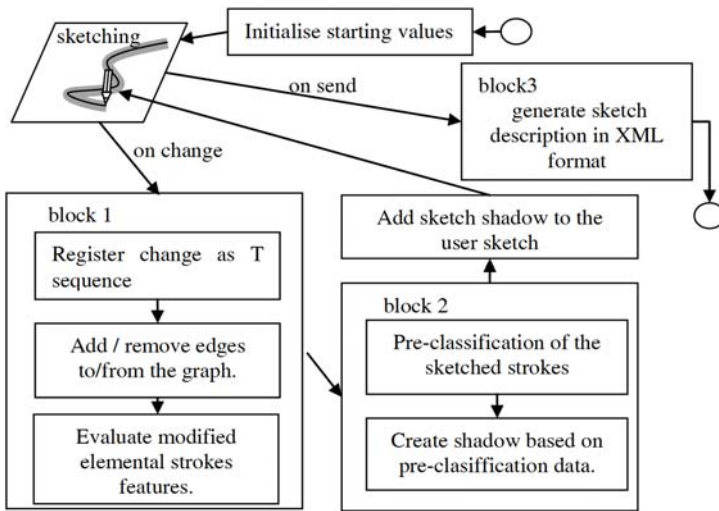 sketching
Initialise starting values
on send
block3
generate sketch
description in XML
format
on change
block 1
Register change as T
sequence
Add / remove edges
to/from the graph.
Evaluate modified
elemental strokes
features.
Add sketch shadow to the
user sketch
block 2
Pre-classification of the
sketched strokes
Create shadow based on
pre-clasiffication data.